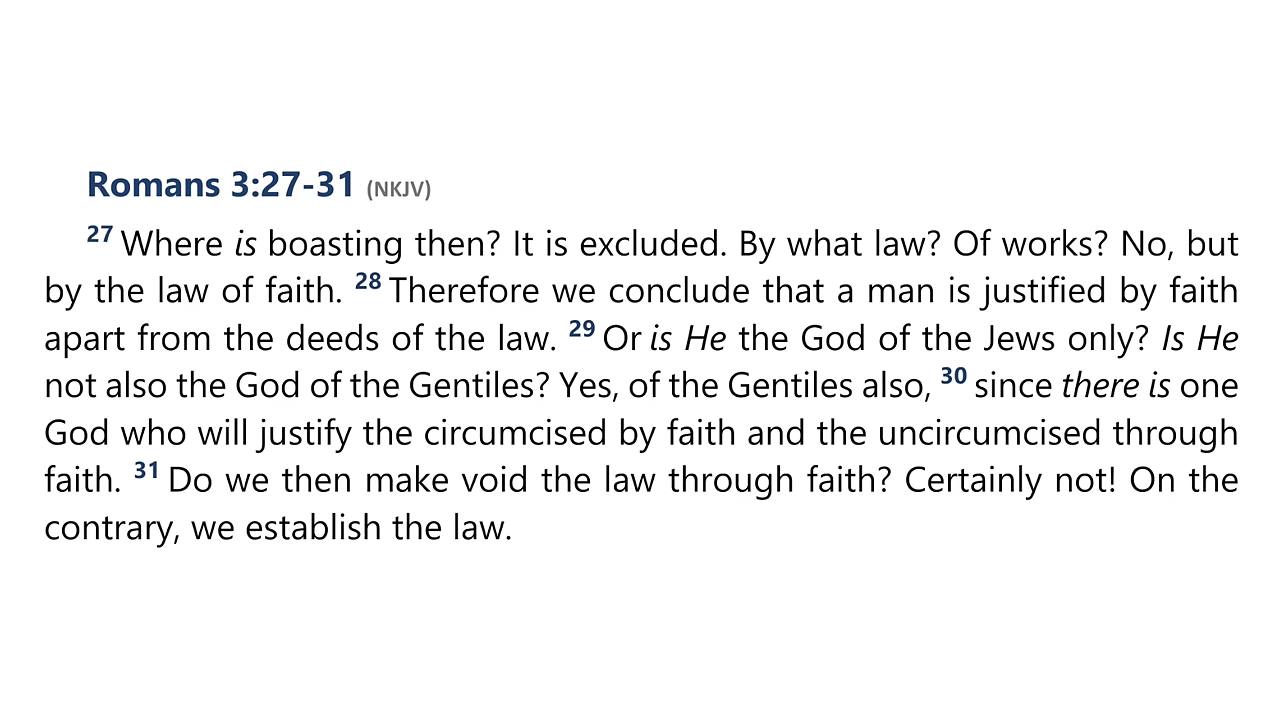 Romans 3:27-31 (NKJV)
27 Where is boasting then? It is excluded. By what law? Of works? No, but
by the law of faith. 28 Therefore we conclude that a man is justified by faith
apart from the deeds of the law. 29 Or is He the God of the Jews only? Is He
not also the God of the Gentiles? Yes, of the Gentiles also, 30 since there is one
God who will justify the circumcised by faith and the uncircumcised through
faith. 31 Do we then make void the law through faith? Certainly not! On the
contrary, we establish the law.